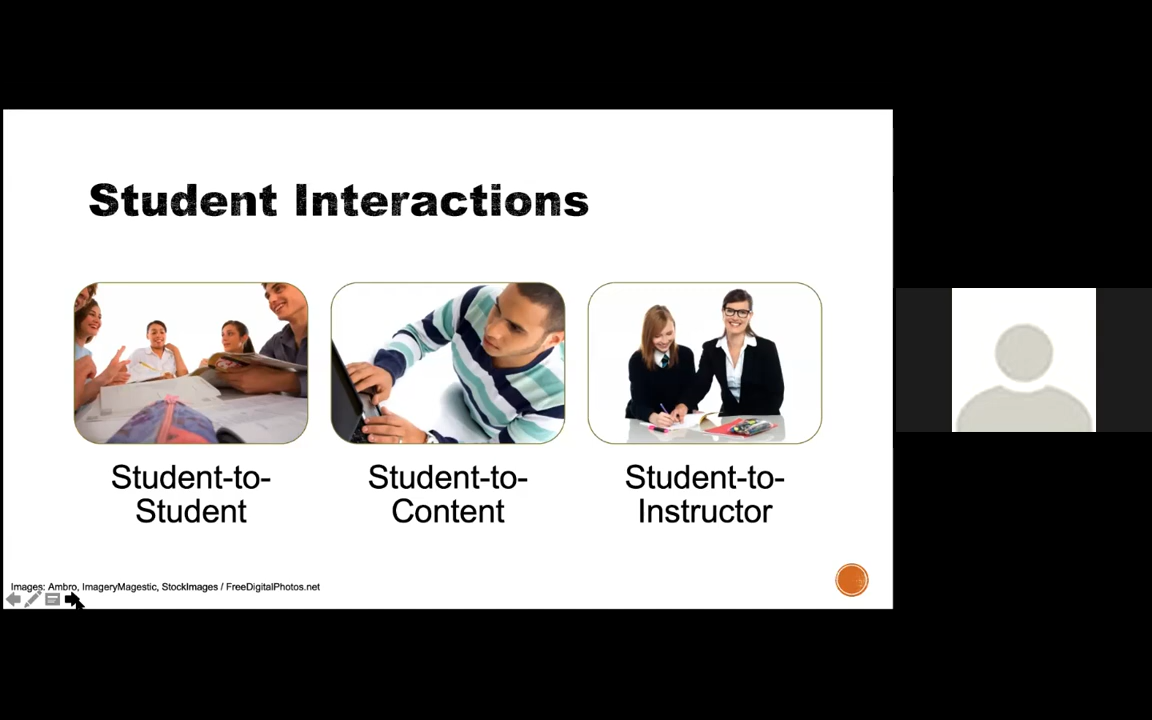 Student Interactions
Student-to-
Student
Student-to-
Content
Student-to-
Instructor
Images: Ambro, ImageryMagestic, StockImages / FreeDigitalPhotos.net